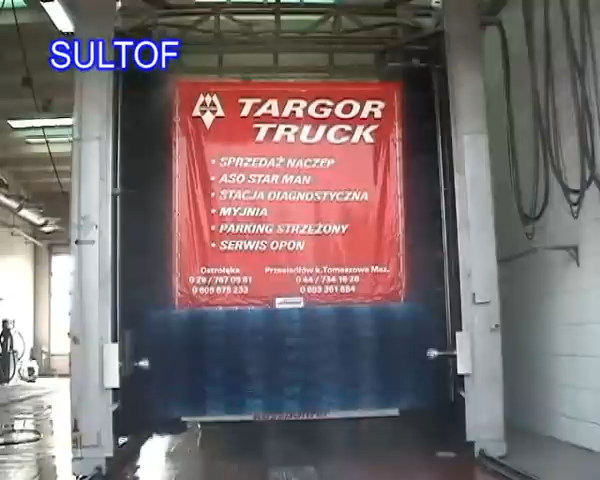 SULTOF
TARGOR
TRUCK
• SPRZEDAŻ NACZEP
• ASO STAR MAN
• STACJA DIAGNOSTYCZNA
• MYJNIA
• PARKING STRZEŻONY
• SERWIS OPON
Ostrołęka Przesiadłów k.Tomaszowa Maz.